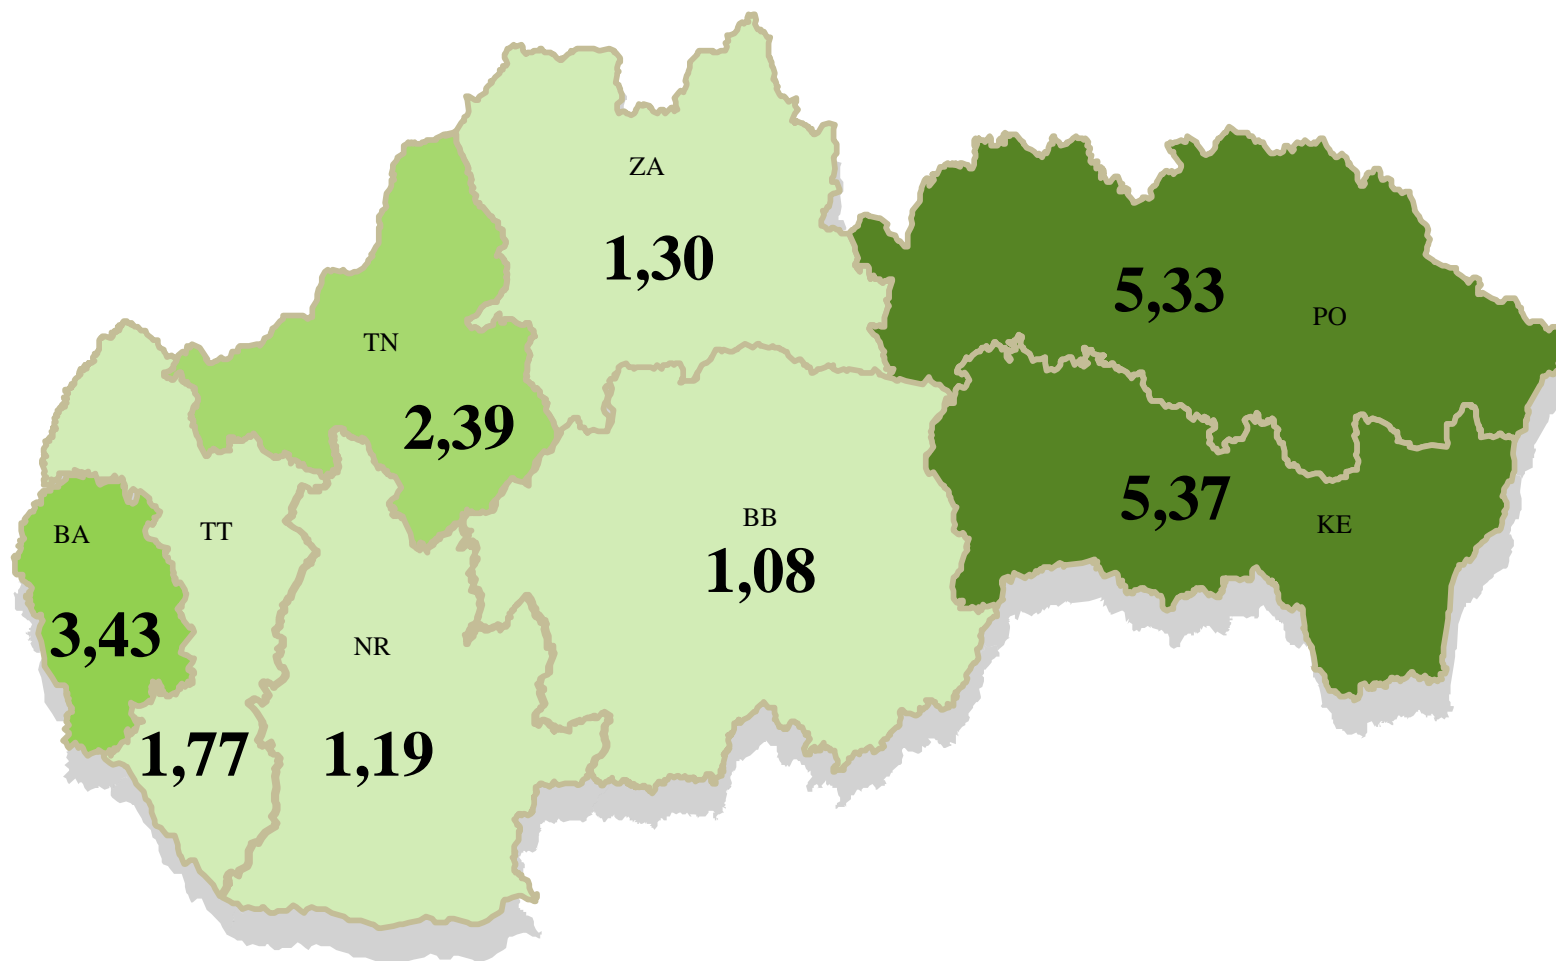 ZA
1,30
5,33
PO
TN
2,39
5,37
KE
BB
1,08
BA
TT
3,43
NR
1,77
1,19